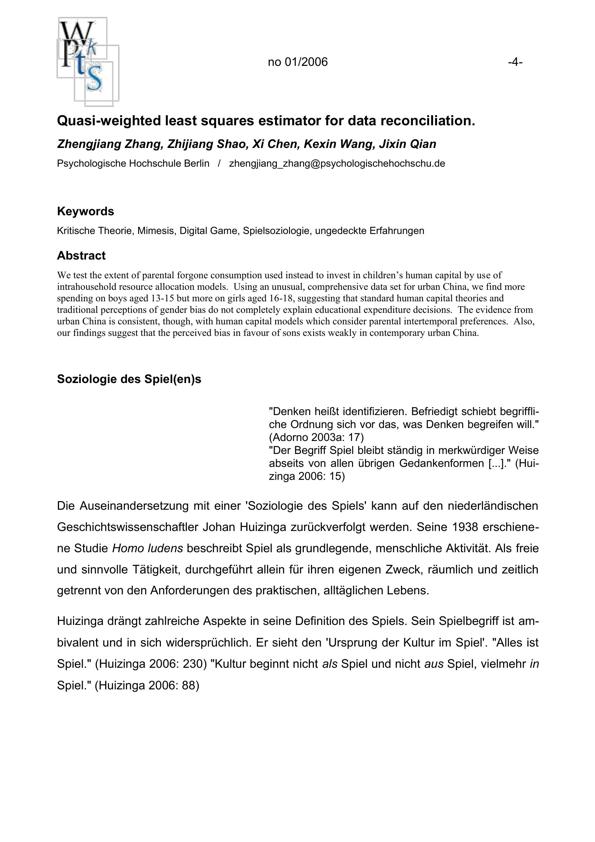 W
P k
t
S
no 01/2006 -4-
Quasi-weighted least squares estimator for data reconciliation.
Zhengjiang Zhang, Zhijiang Shao, Xi Chen, Kexin Wang, Jixin Qian
Psychologische Hochschule Berlin / zhengjiang_zhang@psychologischehochschu.de
Keywords
Kritische Theorie, Mimesis, Digital Game, Spielsoziologie, ungedeckte Erfahrungen
Abstract
We test the extent of parental forgone consumption used instead to invest in children's human capital by use of
intrahousehold resource allocation models. Using an unusual, comprehensive data set for urban China, we find more
spending on boys aged 13-15 but more on girls aged 16-18, suggesting that standard human capital theories and
traditional perceptions of gender bias do not completely explain educational expenditure decisions. The evidence from
urban China is consistent, though, with human capital models which consider parental intertemporal preferences. Also,
our findings suggest that the perceived bias in favour of sons exists weakly in contemporary urban China.
Soziologie des Spiel(en)s
"Denken heißt identifizieren. Befriedigt schiebt begriffli-
che Ordnung sich vor das, was Denken begreifen will."
(Adorno 2003a: 17)
"Der Begriff Spiel bleibt ständig in merkwürdiger Weise
abseits von allen übrigen Gedankenformen [...]." (Hui-
zinga 2006: 15)
Die Auseinandersetzung mit einer 'Soziologie des Spiels' kann auf den niederländischen
Geschichtswissenschaftler Johan Huizinga zurückverfolgt werden. Seine 1938 erschiene-
ne Studie Homo ludens beschreibt Spiel als grundlegende, menschliche Aktivität. Als freie
und sinnvolle Tätigkeit, durchgeführt allein für ihren eigenen Zweck, räumlich und zeitlich
getrennt von den Anforderungen des praktischen, alltäglichen Lebens.
Huizinga drängt zahlreiche Aspekte in seine Definition des Spiels. Sein Spielbegriff ist am-
bivalent und in sich widersprüchlich. Er sieht den 'Ursprung der Kultur im Spiel'. "Alles ist
Spiel." (Huizinga 2006: 230) "Kultur beginnt nicht als Spiel und nicht aus Spiel, vielmehr in
Spiel." (Huizinga 2006: 88)